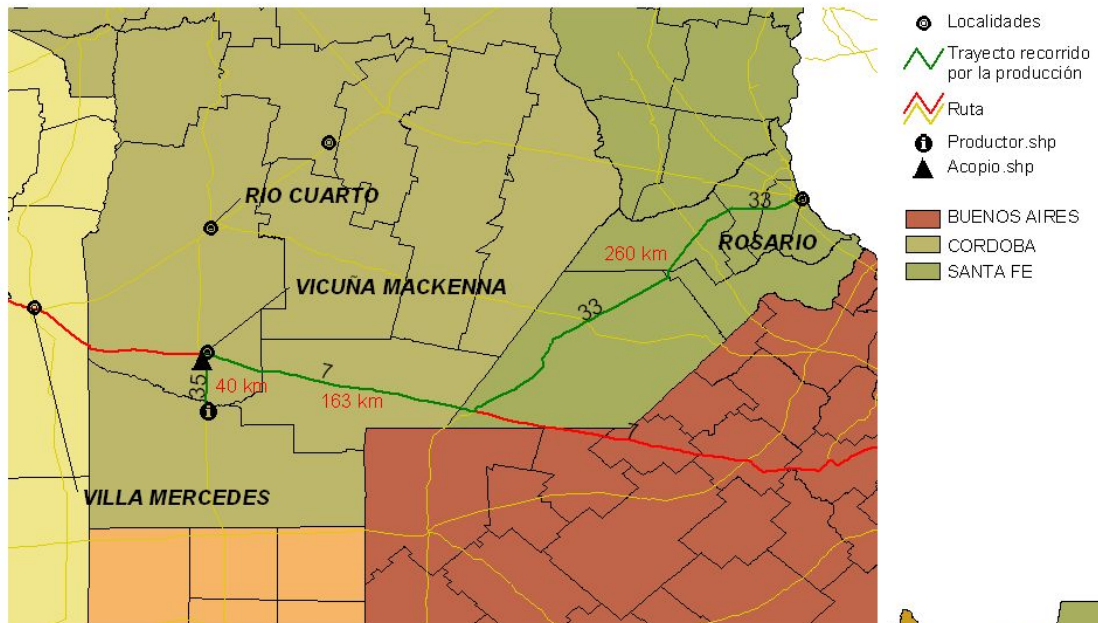 Localidades
Trayecto recorrido
por la producción
Ruta
Productor.shp
Acopio.shp
BUENOS AIRES
CORDOBA
SANTA FE
RIO CUARTO
33
ROSARIO
260 km
VICUÑA MACKENNA
33
7
35
40 km
163 km
7
VILLA MERCEDES